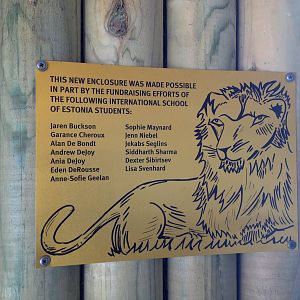 THIS NEW ENCLOSURE WAS MADE POSSIBLE
IN PART BY THE FUNDRAISING EFFORTS OF
THE FOLLOWING INTERNATIONAL SCHOOL
OF ESTONIA STUDENTS:
Jaren Buckson
Garance Cheroux
Alan De Bondt
Andrew DeJoy
Ania DeJoy
Eden DeRousse
Anne-Sofie Geelan
Sophie Maynard
Jenn Niebel
Jekabs Seglins
Siddharth Sharma
Dexter Sibirtsev
Lisa Svenhard